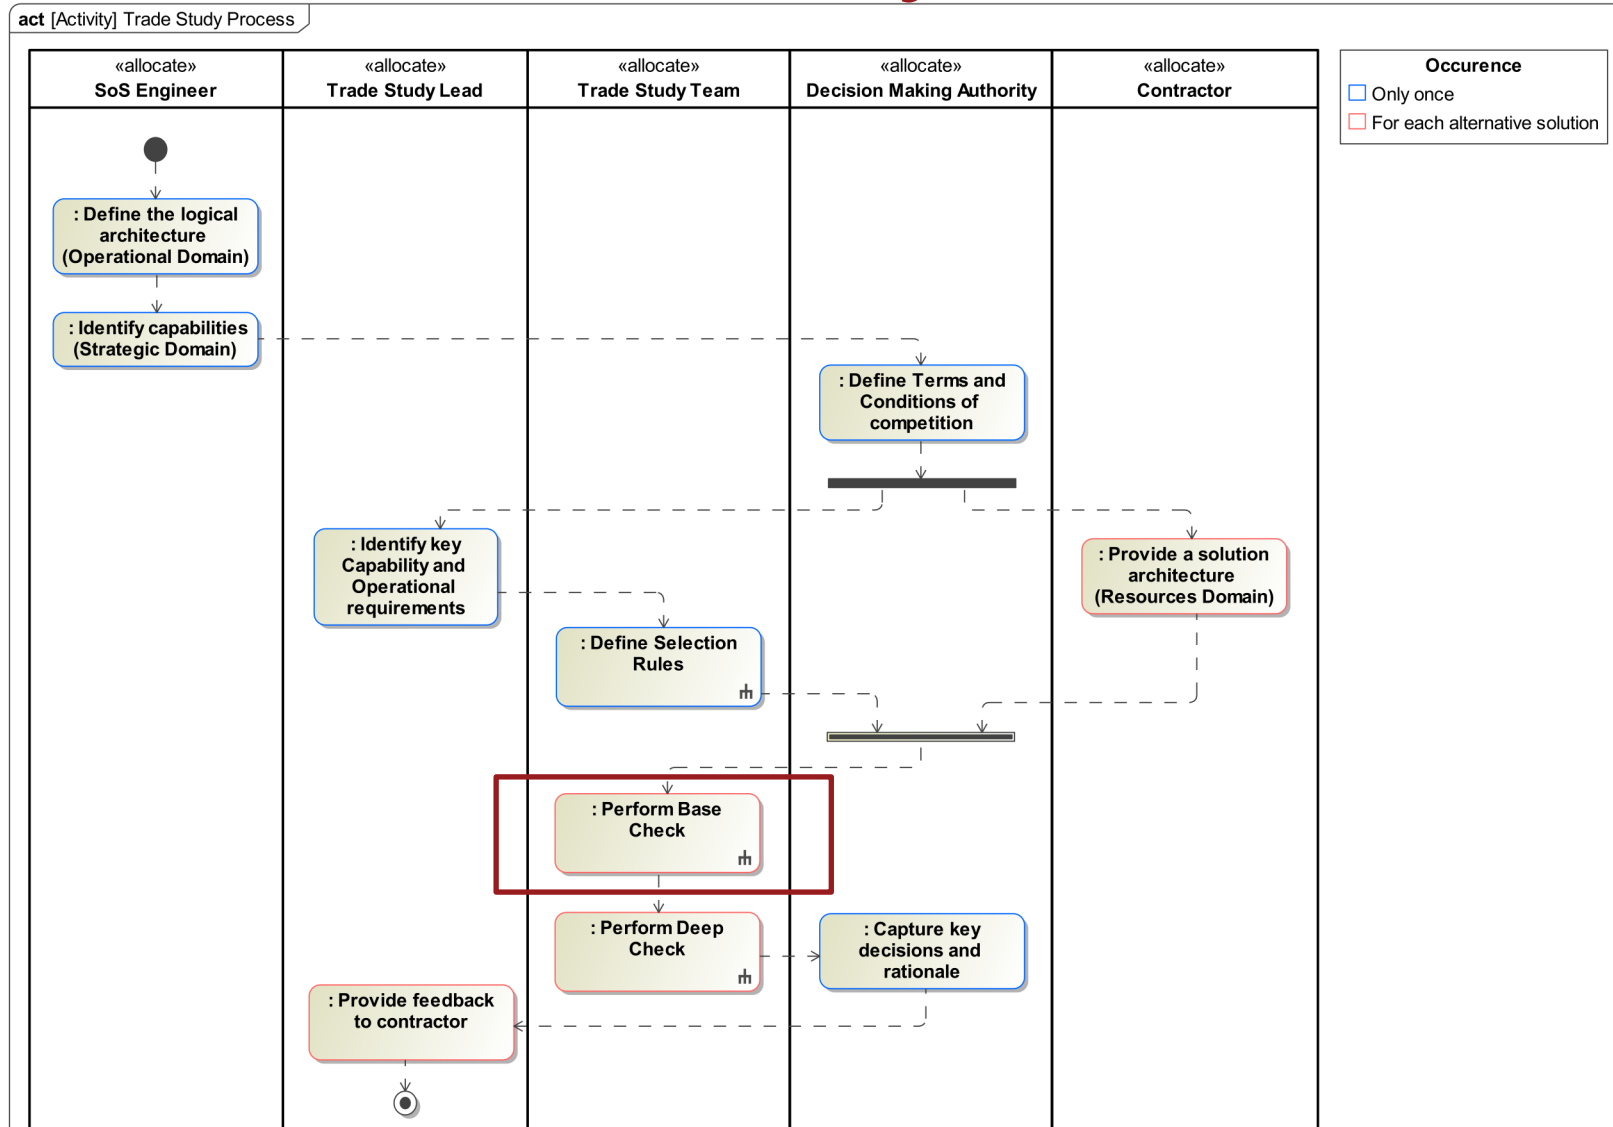 act [Activity] Trade Study Process
«allocate»
SoS Engineer
«allocate»
Trade Study Lead
«allocate»
Trade Study Team
«allocate»
Decision Making Authority
«allocate»
Contractor
Occurence
Only once
For each alternative solution
: Define the logical
architecture
(Operational Domain)
: Identify capabilities
(Strategic Domain)
: Define Terms and
Conditions of
competition
: Identify key
Capability and
Operational
requirements
: Provide a solution
architecture
(Resources Domain)
: Define Selection
Rules
: Perform Base
Check
: Perform Deep
Check
: Capture key
decisions and
rationale
: Provide feedback
to contractor